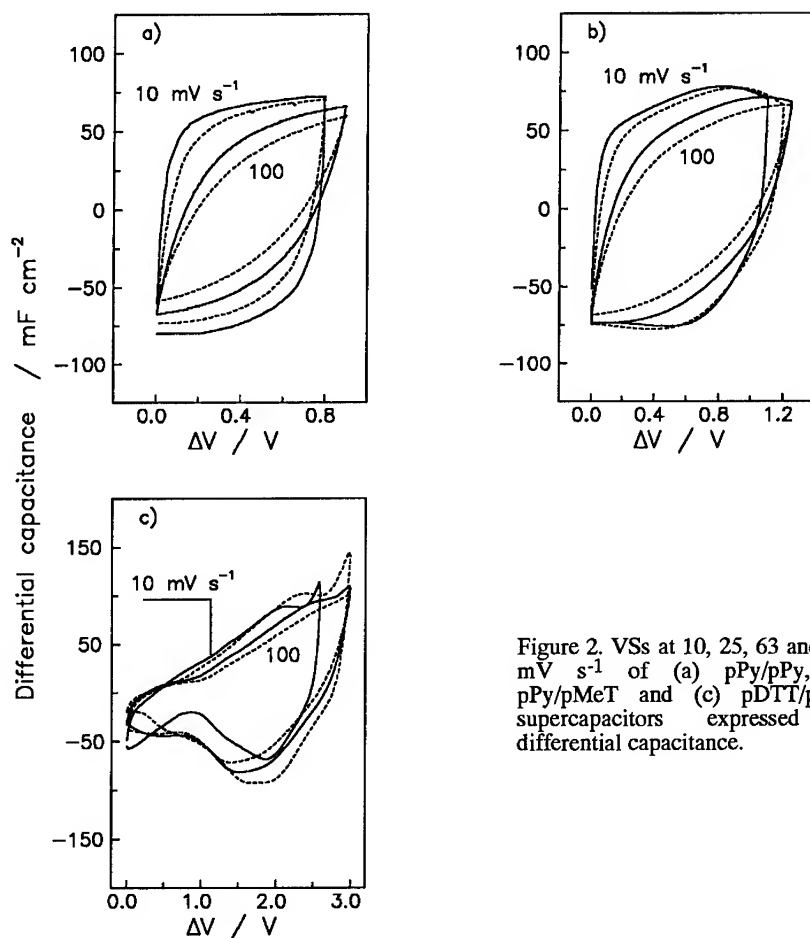 a)
10 mV s⁻¹
100
100
50
0
−50
−100
0.0 0.4 0.8
ΔV / V
b)
10 mV s⁻¹
100
100
50
0
−50
−100
0.0 0.4 0.8 1.2
ΔV / V
Differential capacitance / mF cm⁻²
c)
10 mV s⁻¹
100
150
50
−50
−150
0.0 1.0 2.0 3.0
ΔV / V
Figure 2. VSs at 10, 25, 63 and
mV s⁻¹ of (a) pPy/pPy,
pPy/pMeT and (c) pDTT/p
supercapacitors expressed
differential capacitance.